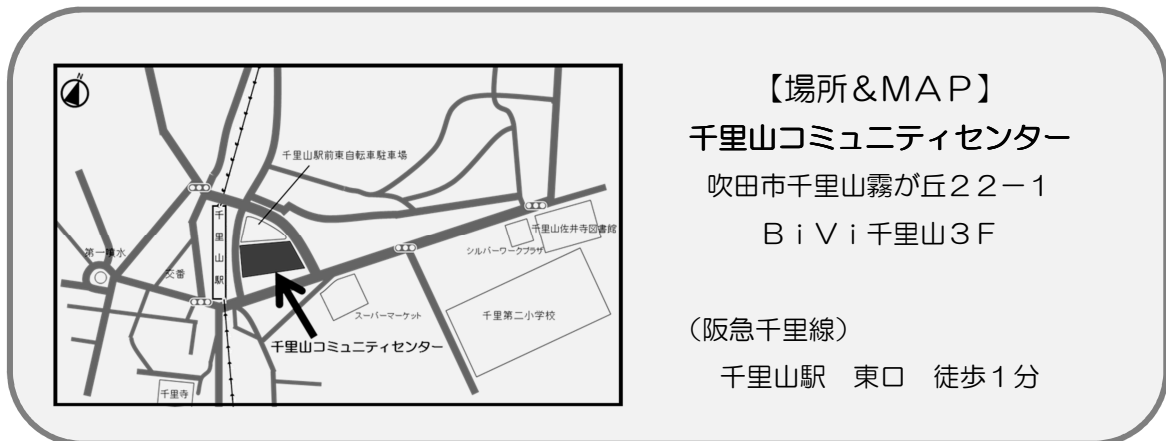 N
千里山駅前東自転車駐車場
千里山駅
第一噴水
交番
千里山佐井寺図書館
シルバーワークプラザ
スーパーマーケット
千里第二小学校
千里山コミュニティセンター
千里寺
【場所&MAP】
千里山コミュニティセンター
吹田市千里山霧が丘22-1
BiVi千里山3F
(阪急千里線)
千里山駅 東口 徒歩1分